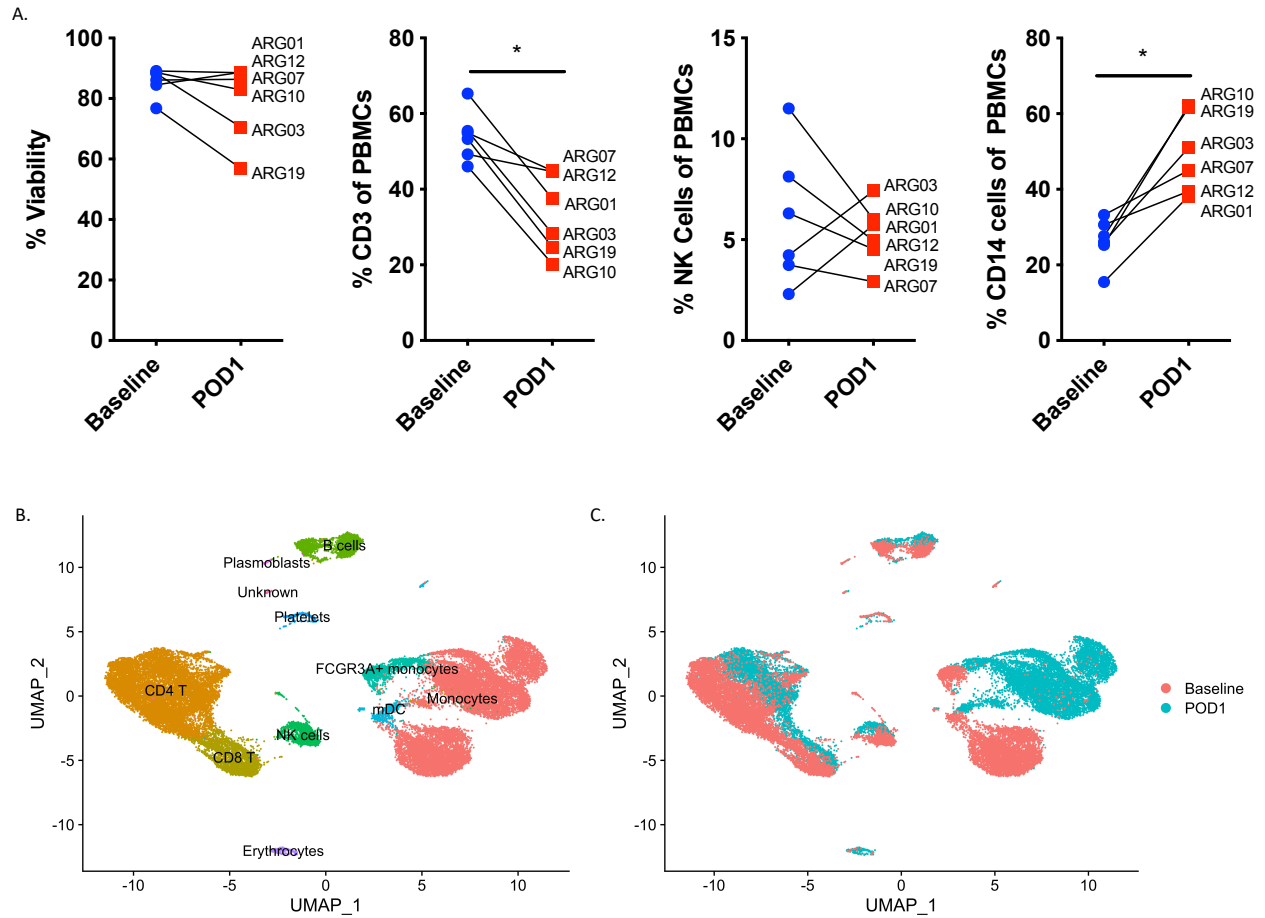 A.
100
80
60
40
20
0
% Viability
Baseline
POD1
ARG01
ARG12
ARG07
ARG10
ARG03
ARG19
80
60
40
20
0
% CD3 of PBMCs
*
Baseline
POD1
ARG07
ARG12
ARG01
ARG03
ARG19
ARG10
15
10
5
0
% NK Cells of PBMCs
Baseline
POD1
ARG03
ARG10
ARG01
ARG12
ARG19
ARG07
80
60
40
20
0
% CD14 cells of PBMCs
*
Baseline
POD1
ARG10
ARG19
ARG03
ARG07
ARG12
ARG01
B.
10
5
0
-5
-10
UMAP_2
B cells
Plasmoblasts
Unknown
Platelets
FCGR3A+ monocytes
CD4 T
Monocytes
mDC
NK cells
CD8 T
Erythrocytes
-10
-5
0
5
10
UMAP_1
C.
10
5
0
-5
-10
UMAP_2
-10
-5
0
5
10
UMAP_1
Baseline
POD1